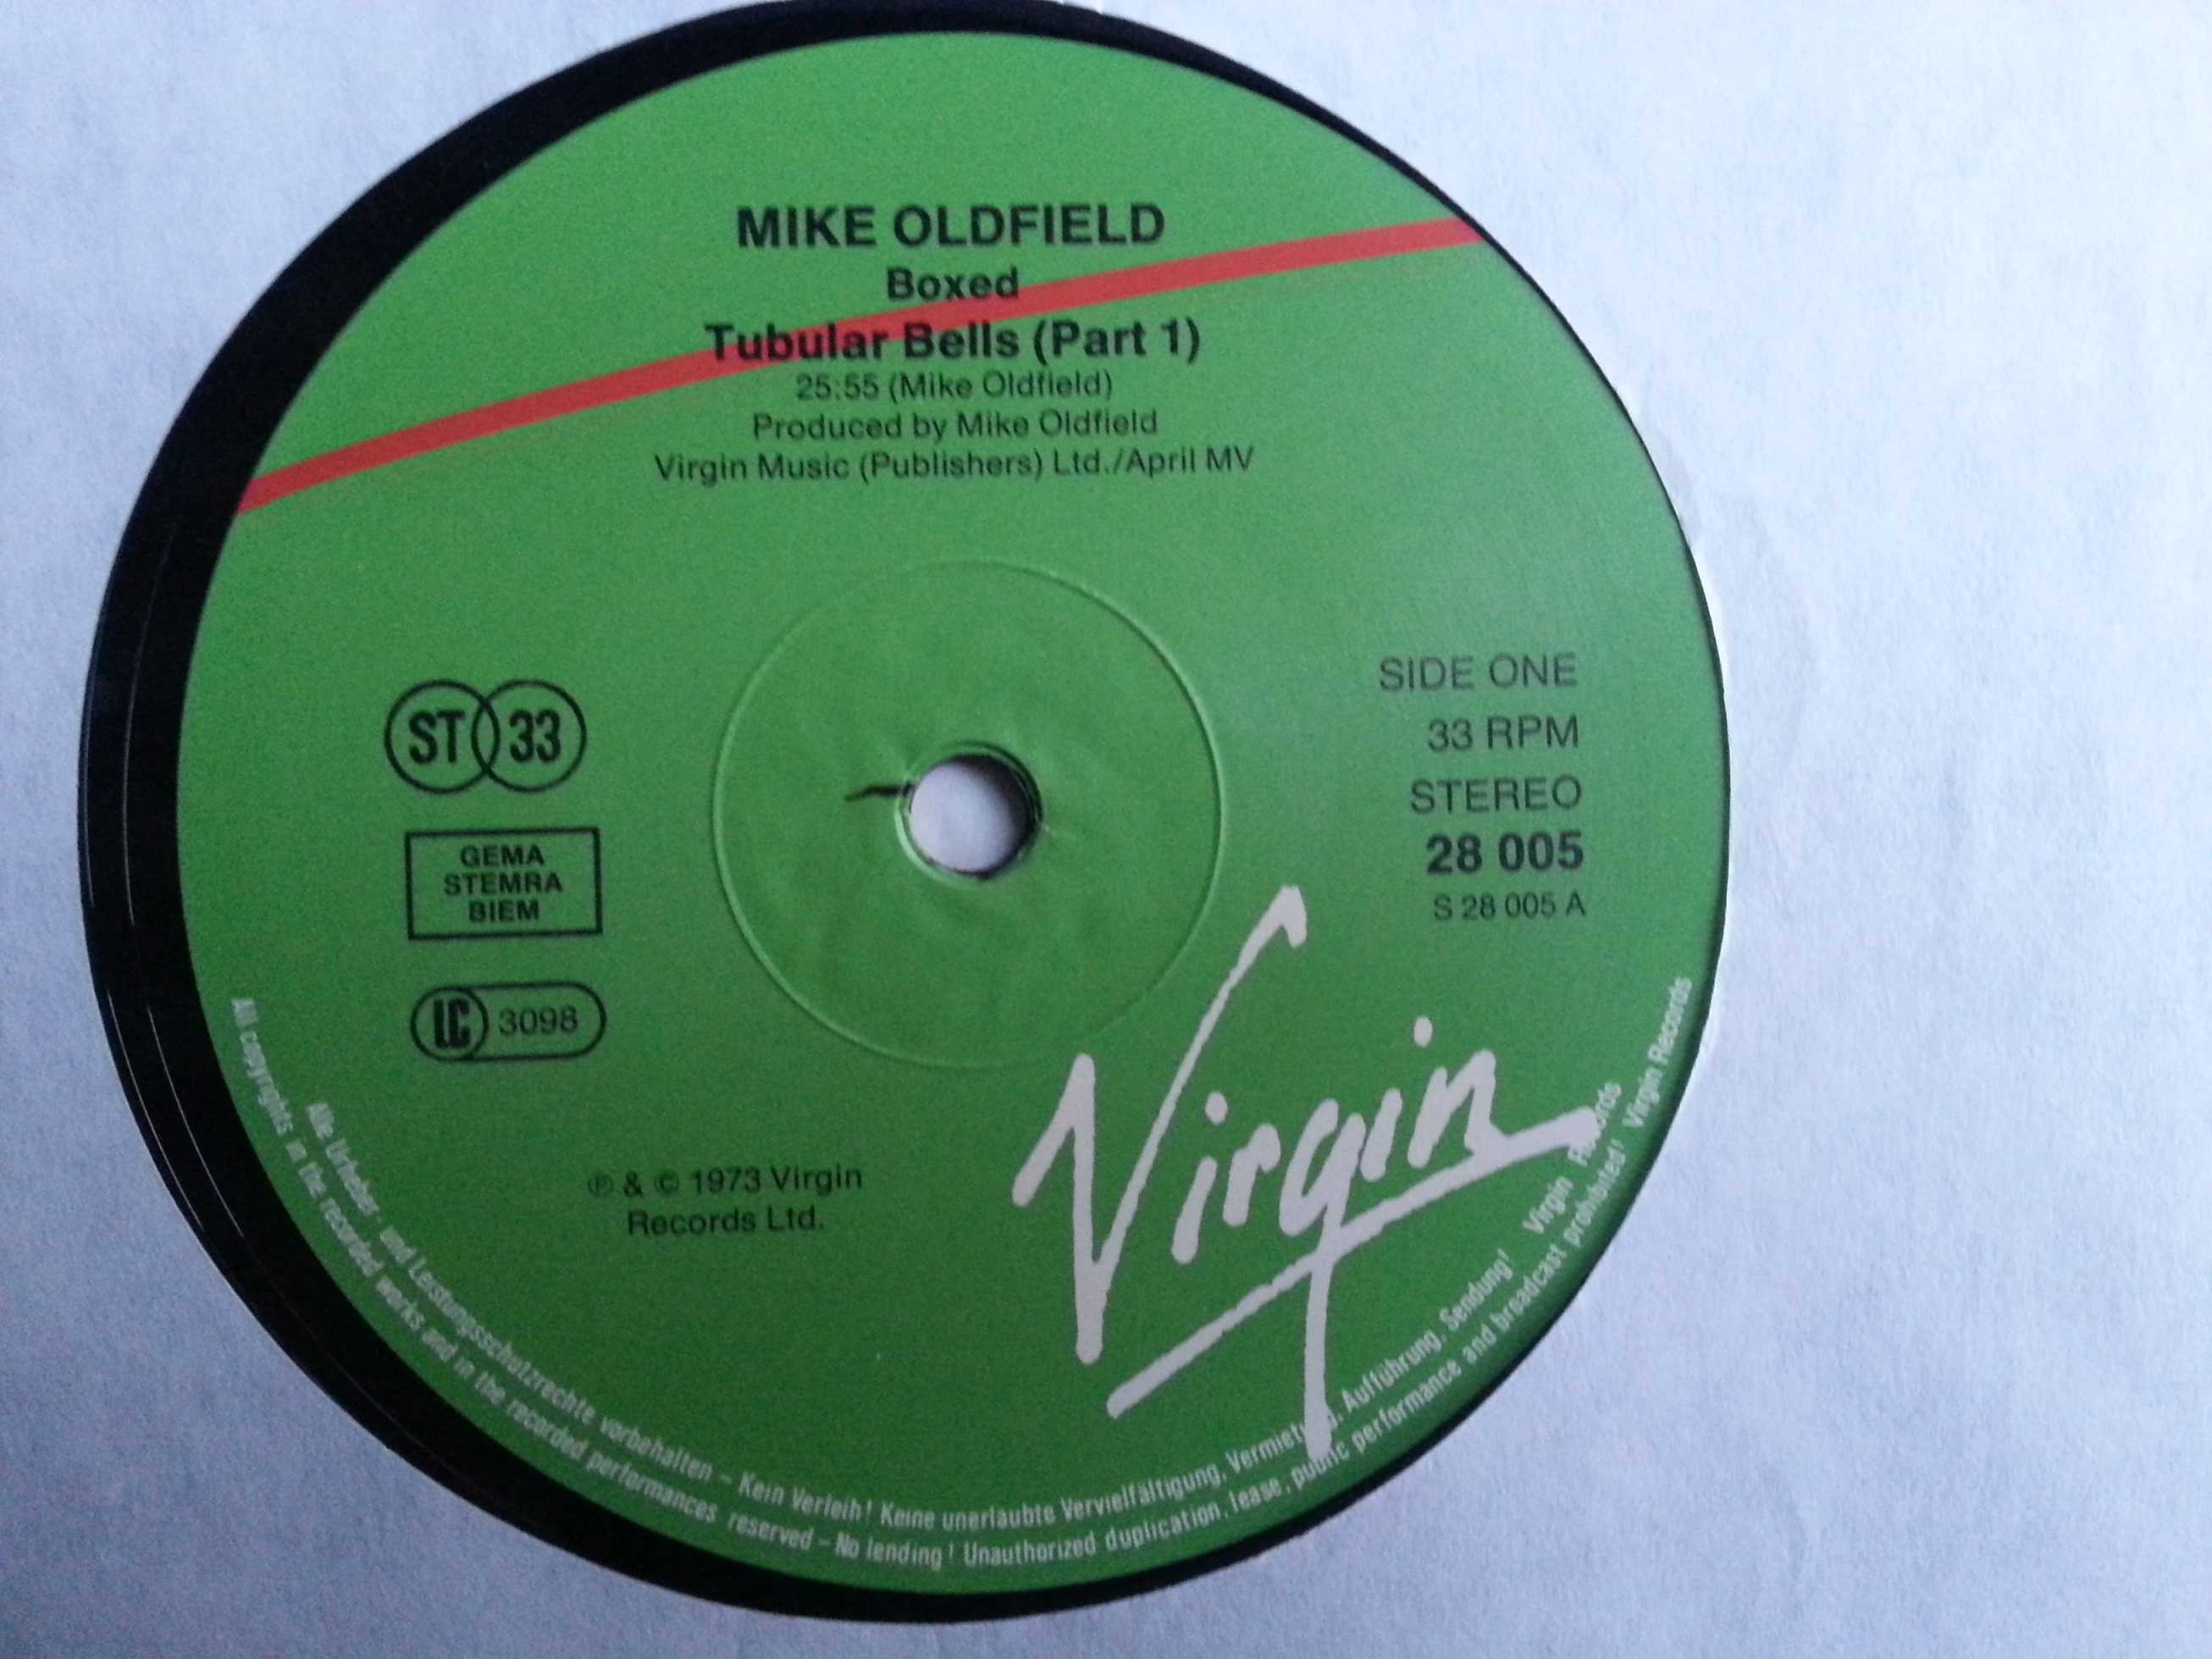 MIKE OLDFIELD
Boxed
Tubular Bells (Part 1)
25:55 (Mike Oldfield)
Produced by Mike Oldfield
Virgin Music (Publishers) Ltd./April MV
ST 33
GEMA
STEMRA
BIEM
LC 3098
SIDE ONE
33 RPM
STEREO
28 005
S 28 005 A
℗ & © 1973 Virgin
Records Ltd.
Virgin
Alle Urheber- und Leistungsschutzrechte vorbehalten – Kein Verleih! Keine unerlaubte Vervielfältigung, Vermietung, Aufführung, Sendung! Virgin Records
All copyrights in the recorded works and in the recorded performances reserved – No lending! Unauthorized duplication, lease, public performance and broadcast prohibited! Virgin Records